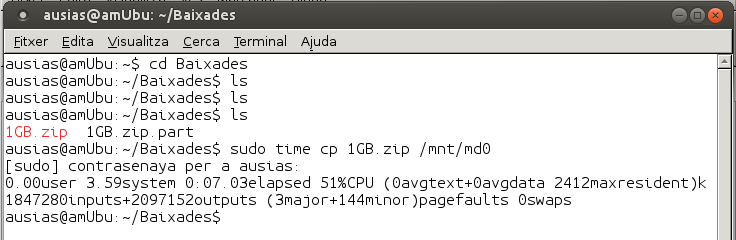 ausias@amUbu: ~/Baixades
Fitxer Edita Visualitza Cerca Terminal Ajuda
ausias@amUbu:~$ cd Baixades
ausias@amUbu:~/Baixades$ ls
ausias@amUbu:~/Baixades$ ls
ausias@amUbu:~/Baixades$ ls
1GB.zip  1GB.zip.part
ausias@amUbu:~/Baixades$ sudo time cp 1GB.zip /mnt/md0
[sudo] contrasenaya per a ausias:
0.00user 3.59system 0:07.03elapsed 51%CPU (0avgtext+0avgdata 2412maxresident)k
1847280inputs+2097152outputs (3major+144minor)pagefaults 0swaps
ausias@amUbu:~/Baixades$